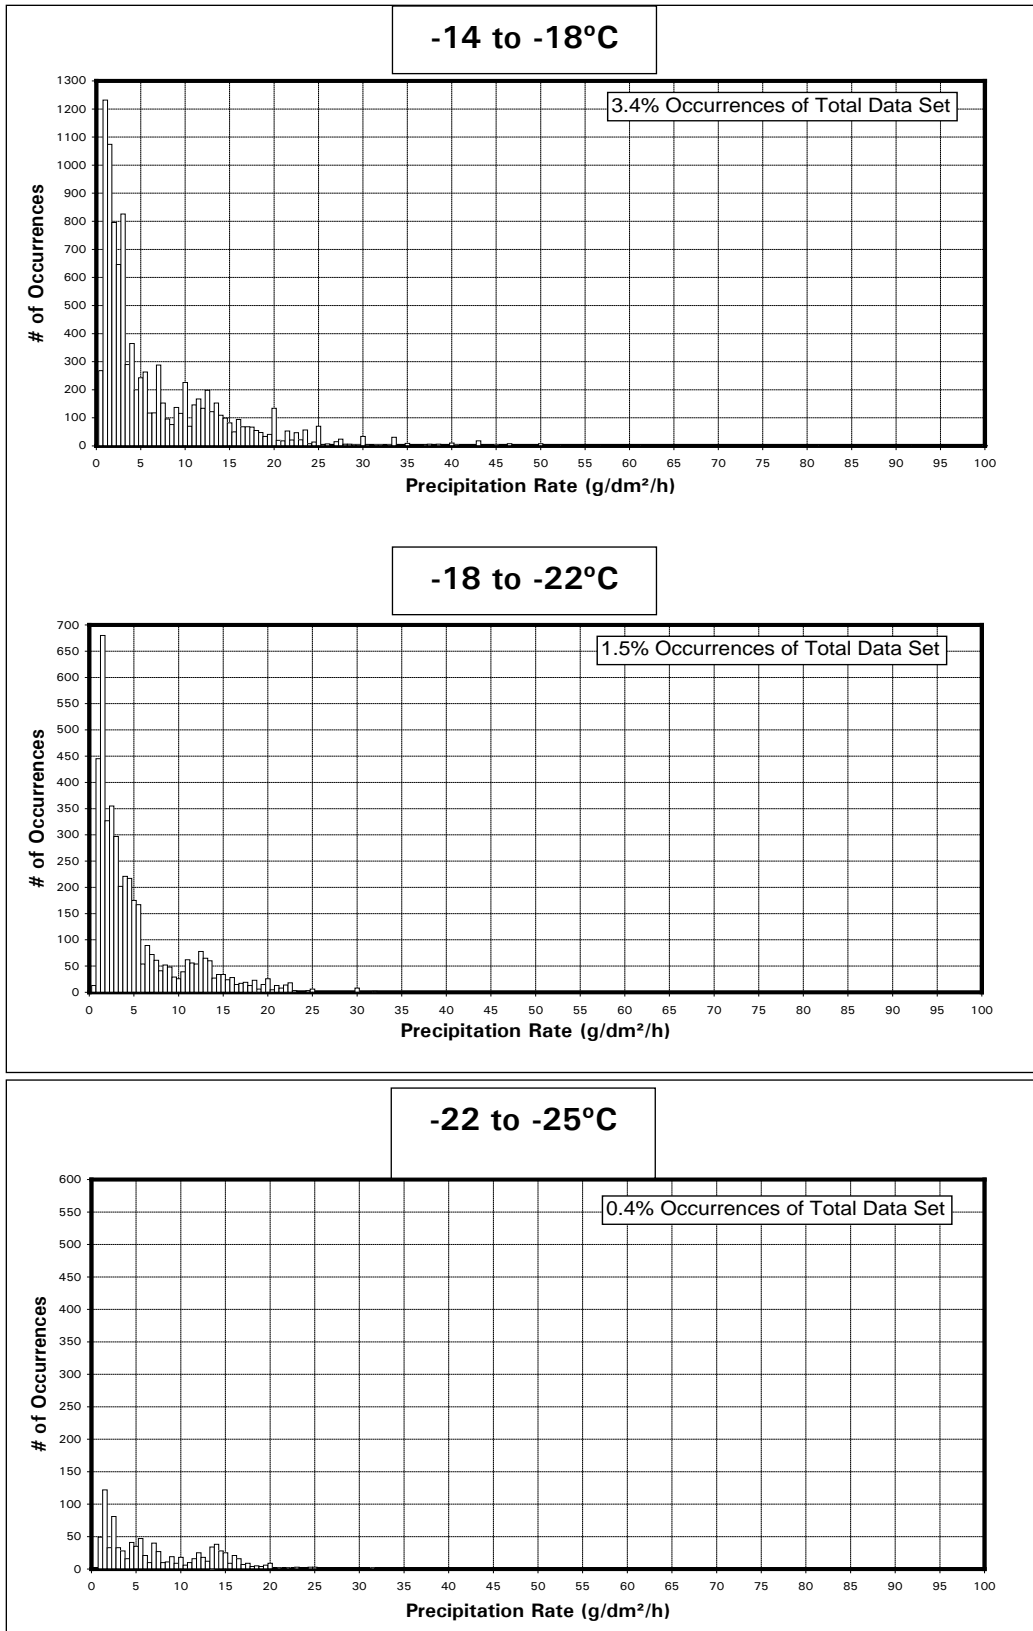 -14 to -18ºC
3.4% Occurrences of Total Data Set
# of Occurrences
1300
1200
1100
1000
900
800
700
600
500
400
300
200
100
0
0 5 10 15 20 25 30 35 40 45 50 55 60 65 70 75 80 85 90 95 100
Precipitation Rate (g/dm²/h)
-18 to -22ºC
1.5% Occurrences of Total Data Set
# of Occurrences
700
650
600
550
500
450
400
350
300
250
200
150
100
50
0
0 5 10 15 20 25 30 35 40 45 50 55 60 65 70 75 80 85 90 95 100
Precipitation Rate (g/dm²/h)
-22 to -25ºC
0.4% Occurrences of Total Data Set
# of Occurrences
600
550
500
450
400
350
300
250
200
150
100
50
0
0 5 10 15 20 25 30 35 40 45 50 55 60 65 70 75 80 85 90 95 100
Precipitation Rate (g/dm²/h)